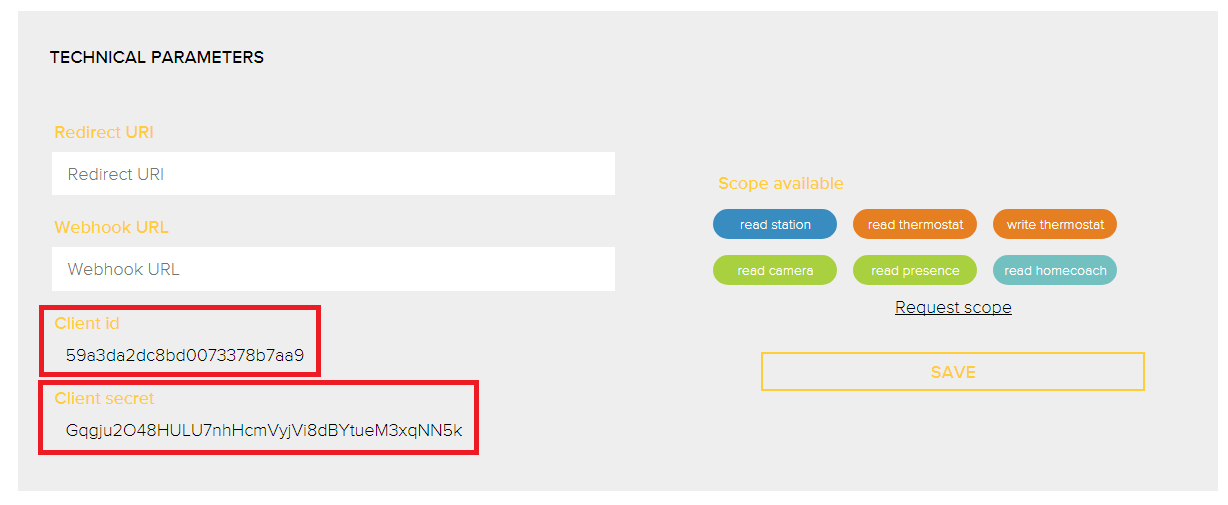 TECHNICAL PARAMETERS
Redirect URI
Redirect URI
Webhook URL
Webhook URL
Client id
59a3da2dc8bd0073378b7aa9
Client secret
Gqgju2O48HULU7nhHcmVyjVi8dBYtueM3xqNN5k
Scope available
read station read thermostat write thermostat
read camera read presence read homecoach
Request scope
SAVE